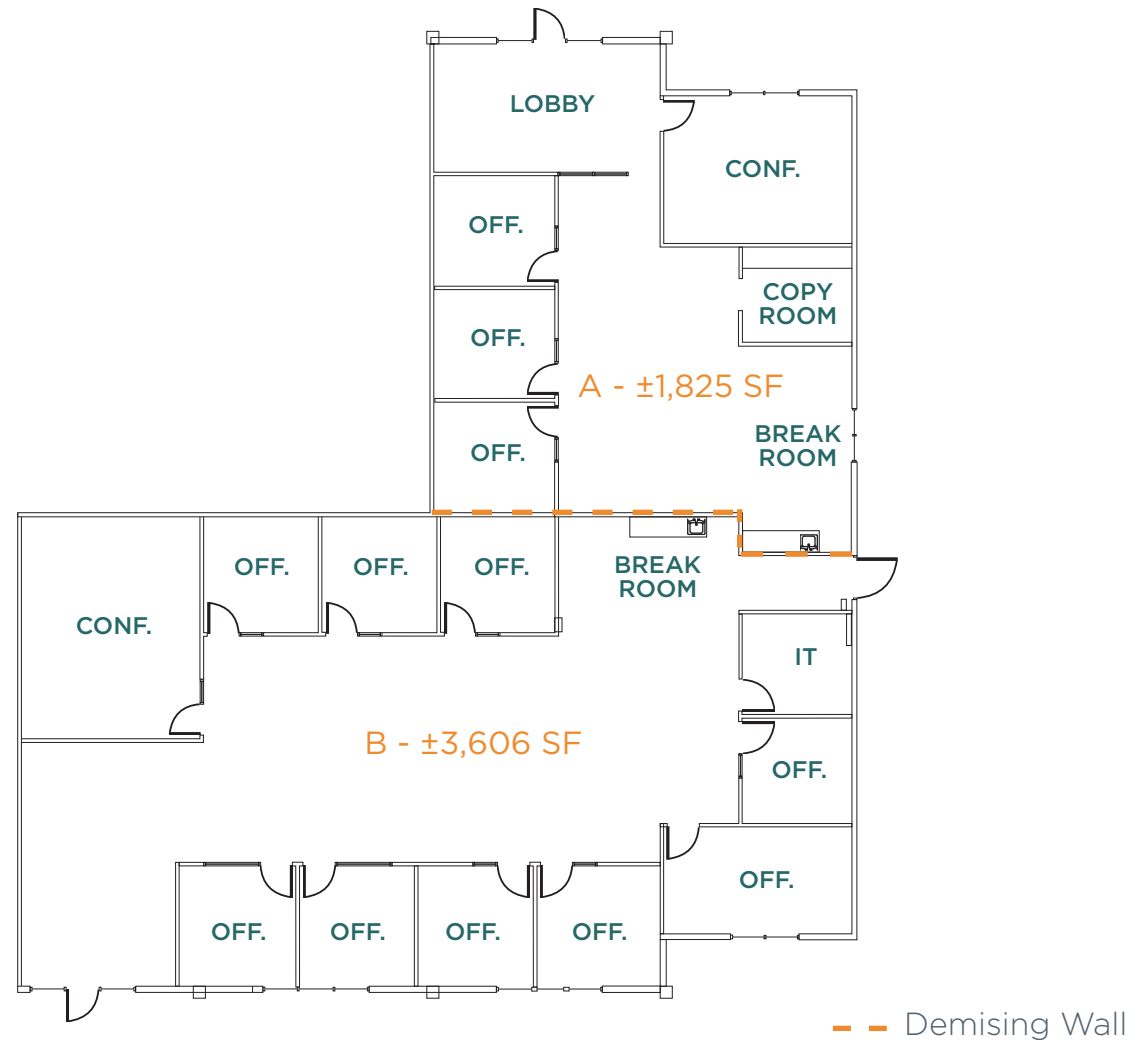 LOBBY
CONF.
OFF.
COPY
ROOM
OFF.
A - ±1,825 SF
BREAK
ROOM
OFF.
BREAK
ROOM
OFF.
OFF.
OFF.
CONF.
IT
B - ±3,606 SF
OFF.
OFF.
OFF.
OFF.
OFF.
OFF.
Demising Wall